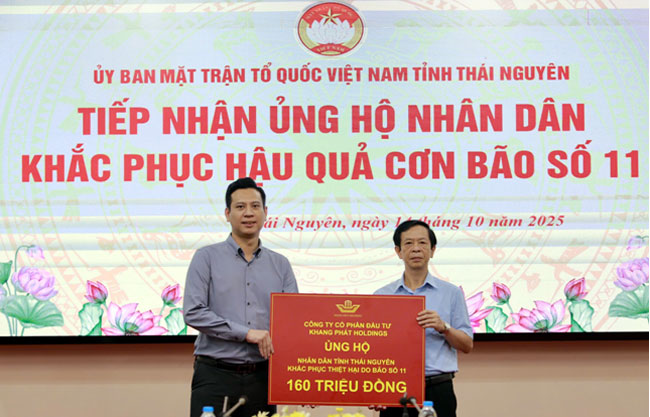 VIỆT NAM
ỦY BAN MẶT TRẬN TỔ QUỐC VIỆT NAM TỈNH THÁI NGUYÊN
TIẾP NHẬN ỦNG HỘ NHÂN DÂN
KHẮC PHỤC HẬU QUẢ CƠN BÃO SỐ 11
Nguyên, ngày tháng 10 năm 2025
CÔNG TY CỔ PHẦN ĐẦU TƯ
KHANG PHÁT HOLDINGS
ỦNG HỘ
NHÂN DÂN TỈNH THÁI NGUYÊN
KHẮC PHỤC THIỆT HẠI DO BÃO SỐ 11
160 TRIỆU ĐỒNG